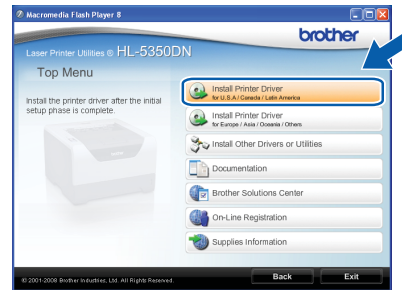 Macromedia Flash Player 8
brother
Laser Printer Utilities ® HL-5350DN
Top Menu
Install the printer driver after the initial
setup phase is complete.
Install Printer Driver
for U.S.A / Canada / Latin America
Install Printer Driver
for Europe / Asia / Oceania / Others
Install Other Drivers or Utilities
Documentation
Brother Solutions Center
On-Line Registration
Supplies Information
© 2001-2008 Brother Industries, Ltd. All Rights Reserved.
Back
Exit